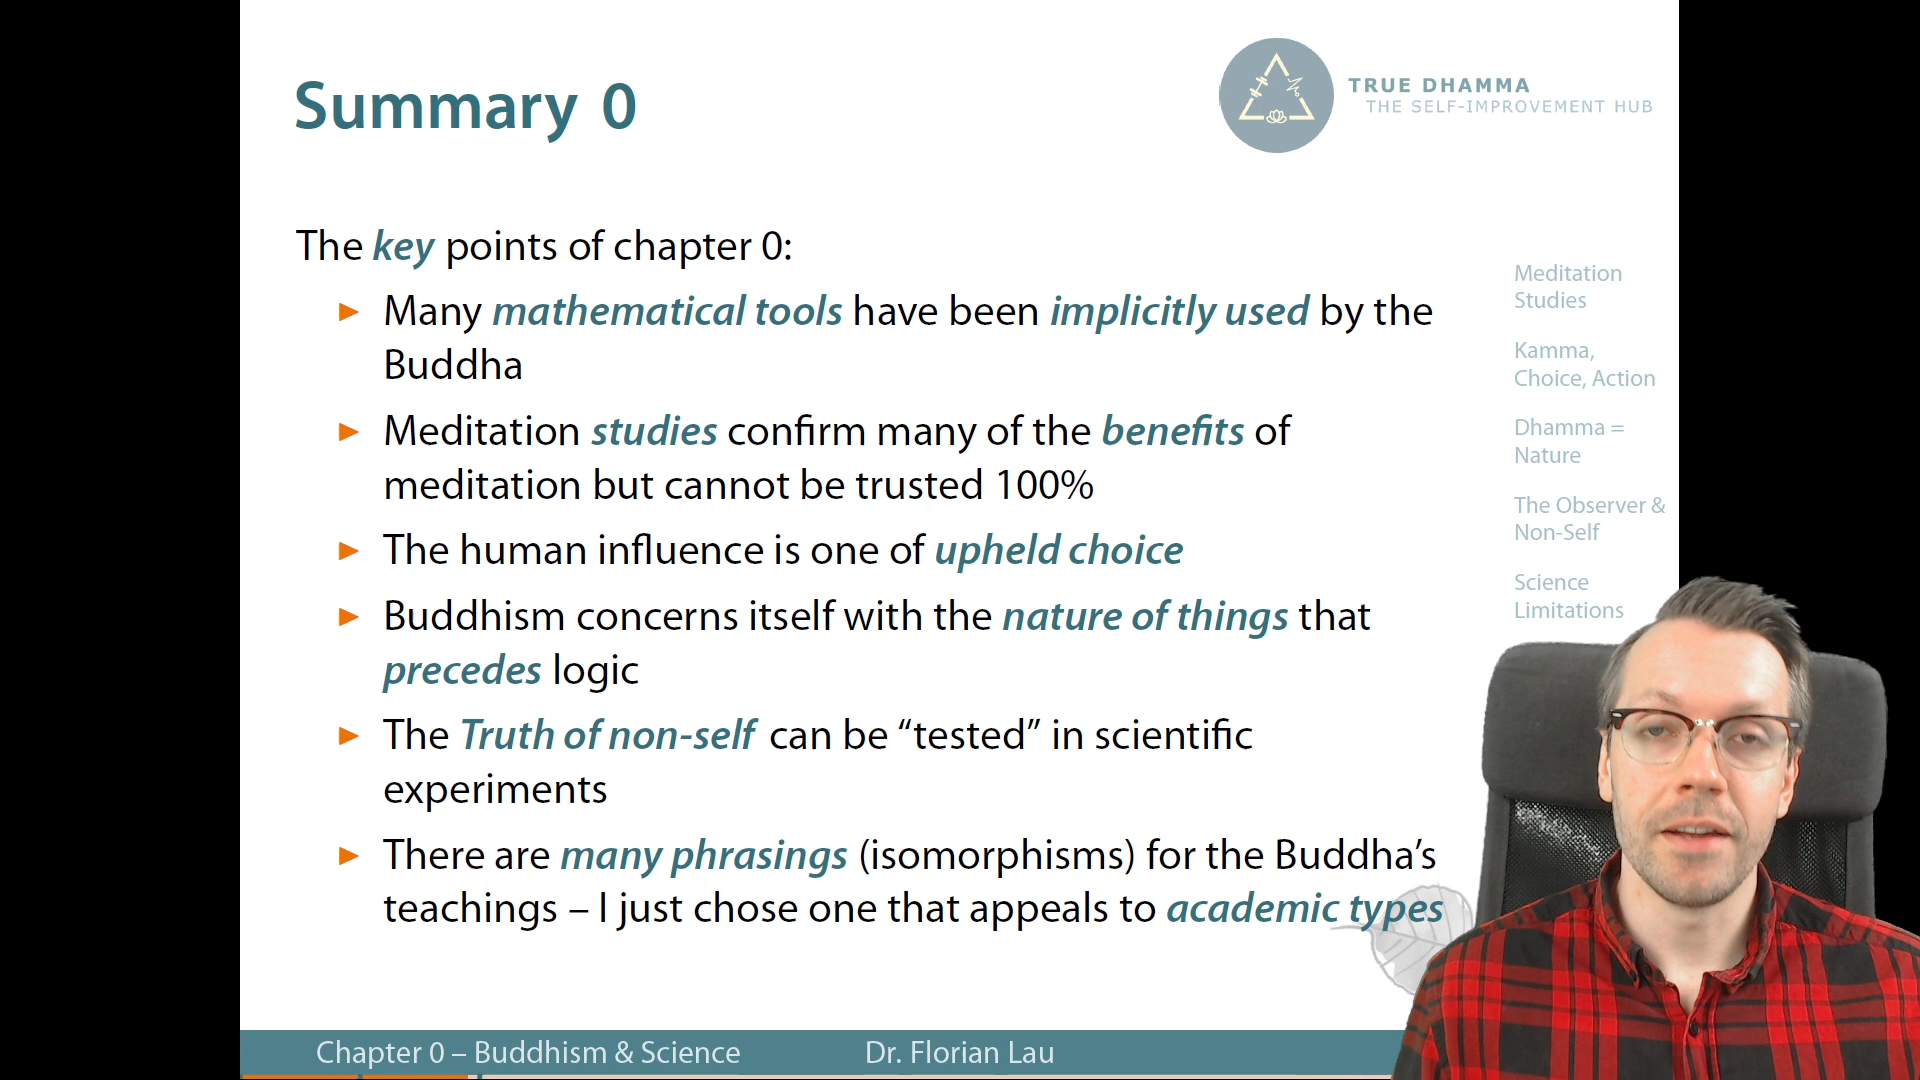 Summary 0
TRUE DHAMMA
THE SELF-IMPROVEMENT HUB
The key points of chapter 0:
Many mathematical tools have been implicitly used by the
Buddha
Meditation studies confirm many of the benefits of
meditation but cannot be trusted 100%
The human influence is one of upheld choice
Buddhism concerns itself with the nature of things that
precedes logic
The Truth of non-self can be “tested” in scientific
experiments
There are many phrasings (isomorphisms) for the Buddha’s
teachings – I just chose one that appeals to academic types
Meditation
Studies
Kamma,
Choice, Action
Dhamma =
Nature
The Observer &
Non-Self
Science
Limitations
Chapter 0 – Buddhism & Science
Dr. Florian Lau